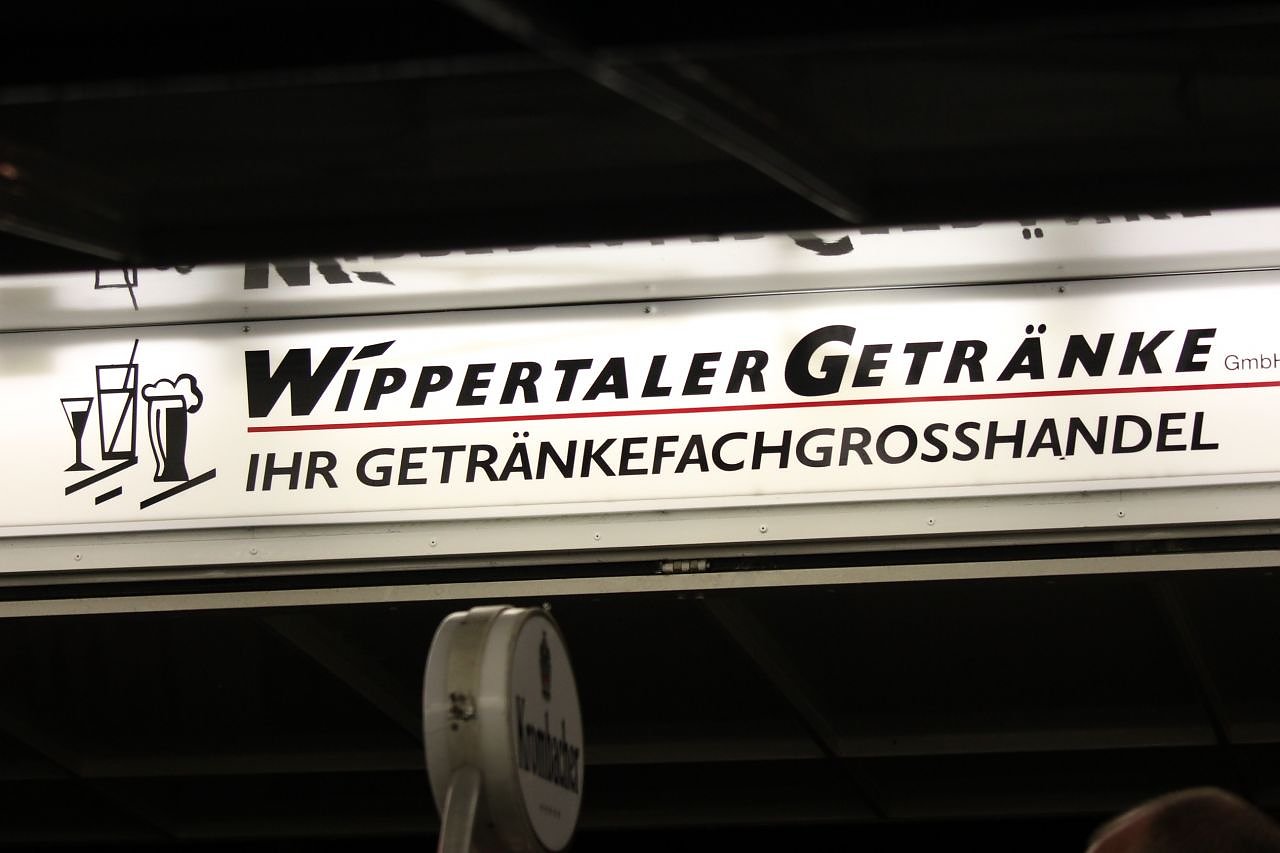 WIPPERTALER GETRÄNKE GmbH
IHR GETRÄNKEFACHGROSSHANDEL
Krombacher